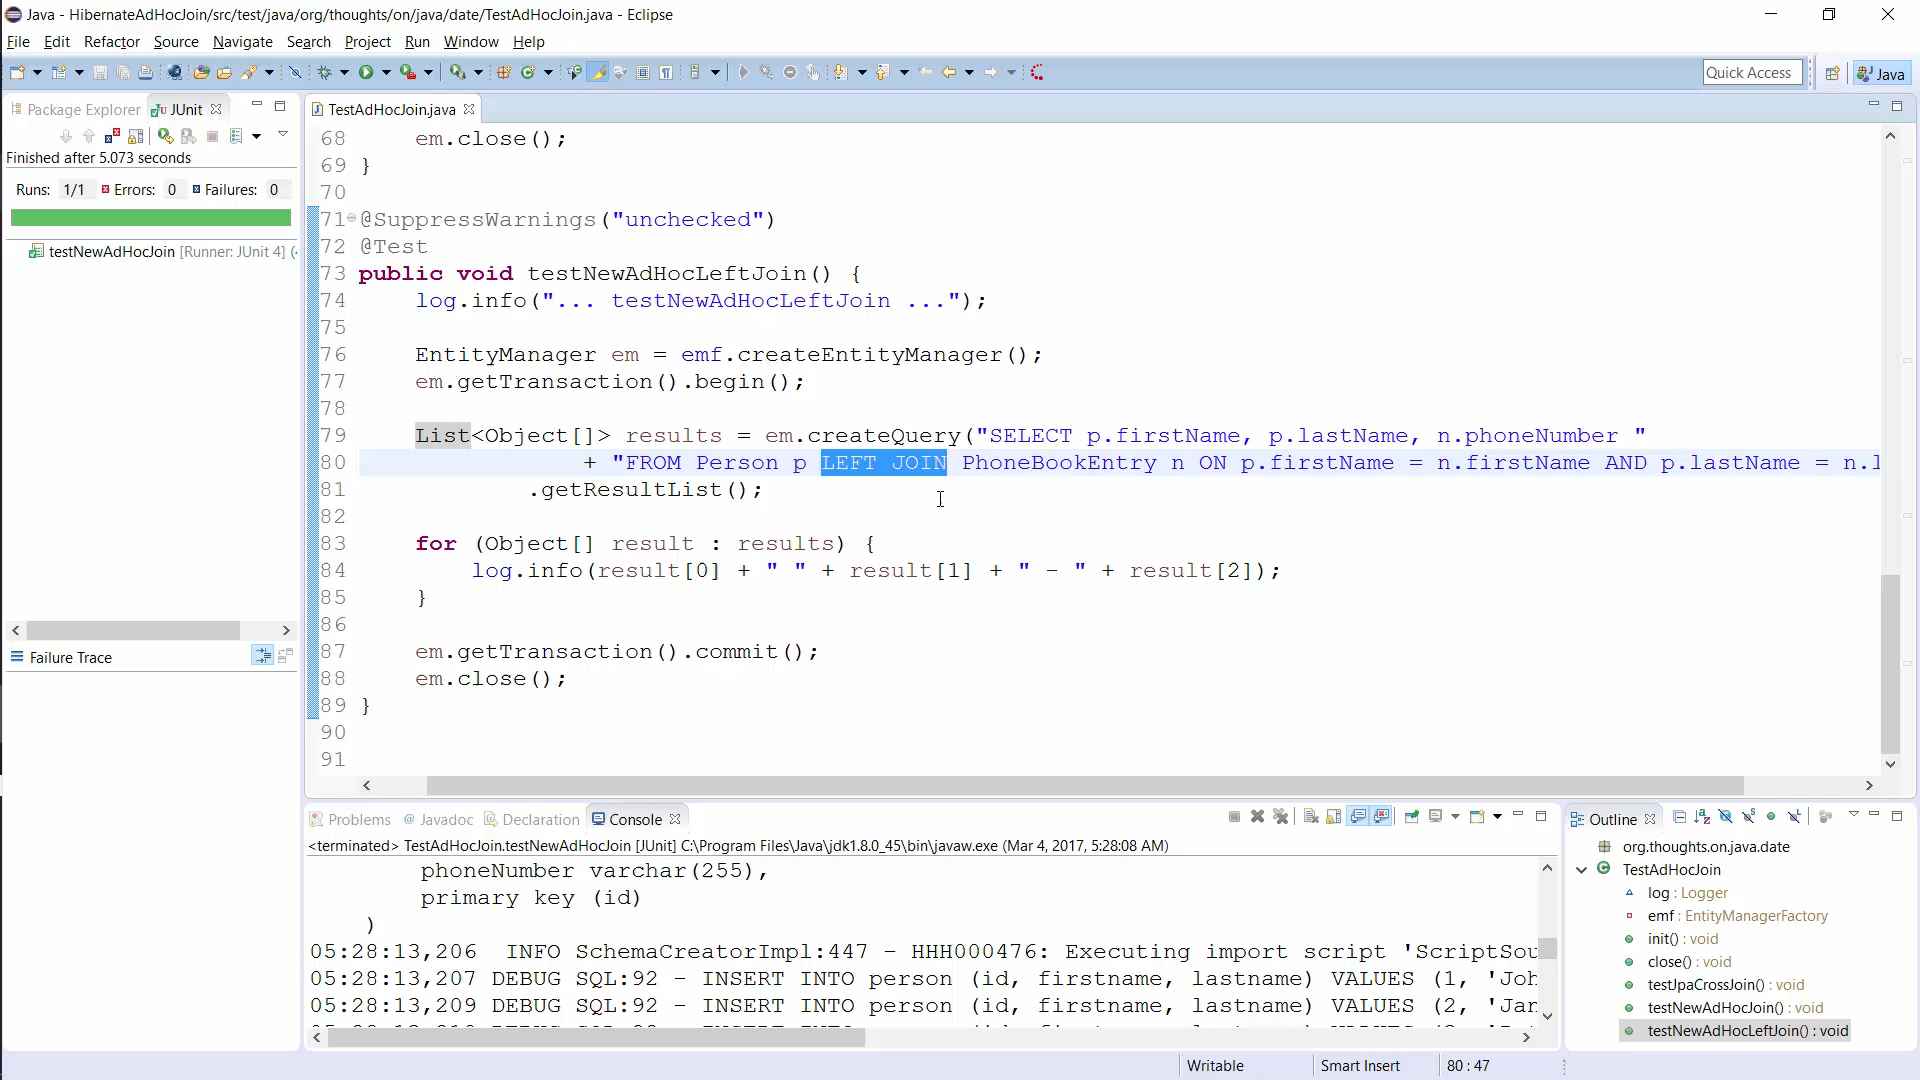 Java - HibernateAdHocJoin/src/test/java/org/thoughts/on/java/date/TestAdHocJoin.java - Eclipse
File Edit Refactor Source Navigate Search Project Run Window Help
Quick Access Java
Package Explorer JUnit
Finished after 5.073 seconds
Runs: 1/1 Errors: 0 Failures: 0
testNewAdHocJoin [Runner: JUnit 4] (
Failure Trace
TestAdHocJoin.java
68 em.close();
69 }
70
71 @SuppressWarnings("unchecked")
72 @Test
73 public void testNewAdHocLeftJoin() {
74 log.info("... testNewAdHocLeftJoin ...");
75
76 EntityManager em = emf.createEntityManager();
77 em.getTransaction().begin();
78
79 List<Object[]> results = em.createQuery("SELECT p.firstName, p.lastName, n.phoneNumber "
80 + "FROM Person p LEFT JOIN PhoneBookEntry n ON p.firstName = n.firstName AND p.lastName = n.l
81 .getResultList();
82
83 for (Object[] result : results) {
84 log.info(result[0] + " " + result[1] + " - " + result[2]);
85 }
86
87 em.getTransaction().commit();
88 em.close();
89 }
90
91
Problems @ Javadoc Declaration Console
<terminated> TestAdHocJoin.testNewAdHocJoin [JUnit] C:\Program Files\Java\jdk1.8.0_45\bin\javaw.exe (Mar 4, 2017, 5:28:08 AM)
phoneNumber varchar(255),
primary key (id)
)
05:28:13,206 INFO SchemaCreatorImpl:447 - HHH000476: Executing import script 'ScriptSou
05:28:13,207 DEBUG SQL:92 - INSERT INTO person (id, firstname, lastname) VALUES (1, 'Joh
05:28:13,209 DEBUG SQL:92 - INSERT INTO person (id, firstname, lastname) VALUES (2, 'Jan
Outline
org.thoughts.on.java.date
TestAdHocJoin
log : Logger
emf : EntityManagerFactory
init() : void
close() : void
testJpaCrossJoin() : void
testNewAdHocJoin() : void
testNewAdHocLeftJoin() : void
Writable Smart Insert 80 : 47